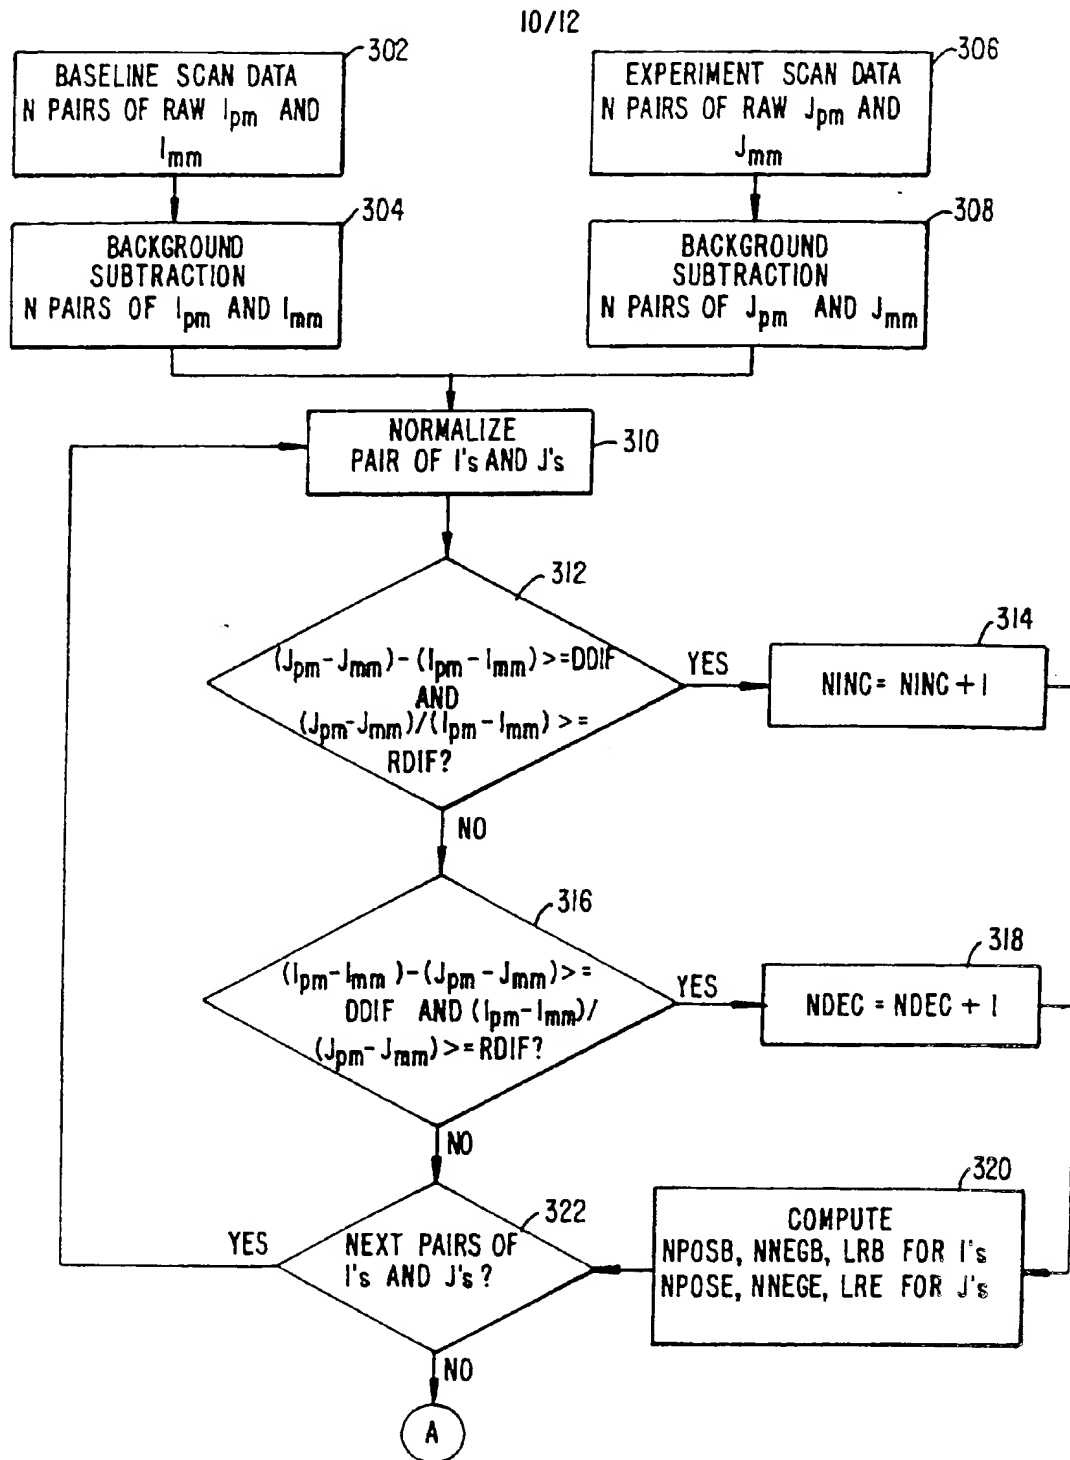 10/12
302
BASELINE SCAN DATA
N PAIRS OF RAW Ipm AND
Imm
306
EXPERIMENT SCAN DATA
N PAIRS OF RAW Jpm AND
Jmm
304
BACKGROUND
SUBTRACTION
N PAIRS OF Ipm AND Imm
308
BACKGROUND
SUBTRACTION
N PAIRS OF Jpm AND Jmm
NORMALIZE
PAIR OF I's AND J's
310
312
(Jpm-Jmm)-(Ipm-Imm)>=DDIF
AND
(Jpm-Jmm)/(Ipm-Imm)>=
RDIF?
YES
314
NINC= NINC+1
NO
316
(Ipm-Imm)-(Jpm-Jmm)>=
DDIF AND (Ipm-Imm)/
(Jpm-Jmm)>=RDIF?
YES
318
NDEC = NDEC + 1
NO
320
COMPUTE
NPOSB, NNEGB, LRB FOR I's
NPOSE, NNEGE, LRE FOR J's
322
YES
NEXT PAIRS OF
I's AND J's?
NO
A